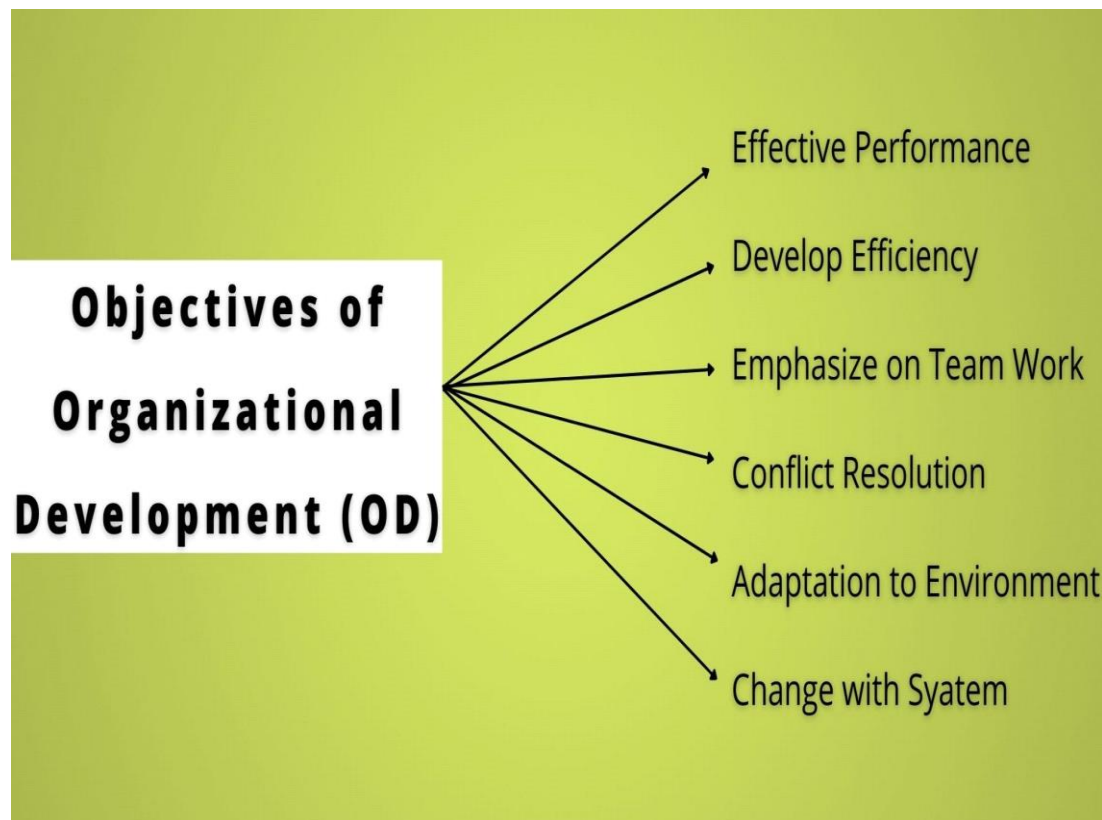 Objectives of
Organizational
Development (OD)
Effective Performance
Develop Efficiency
Emphasize on Team Work
Conflict Resolution
Adaptation to Environment
Change with Syatem